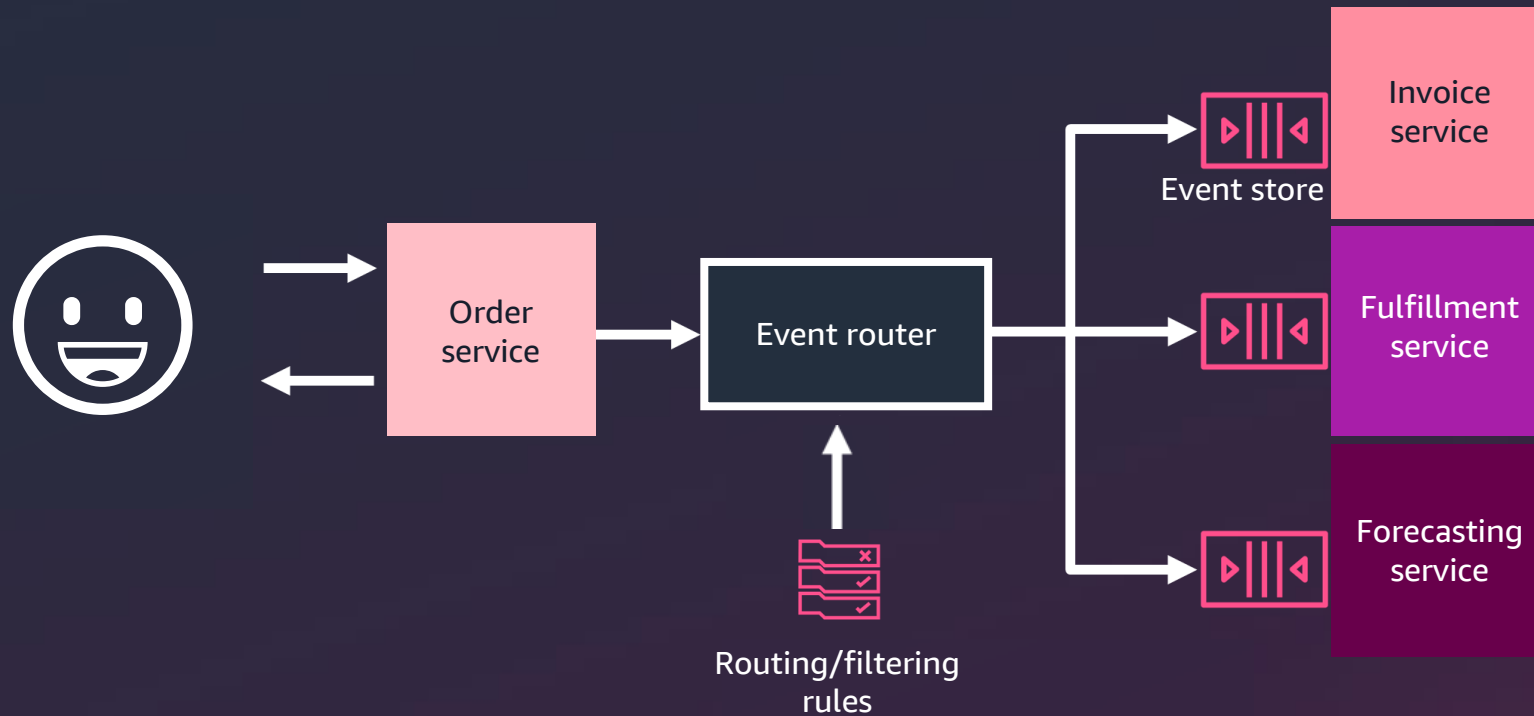 Order
service
Event router
Routing/filtering
rules
Event store
Invoice
service
Fulfillment
service
Forecasting
service